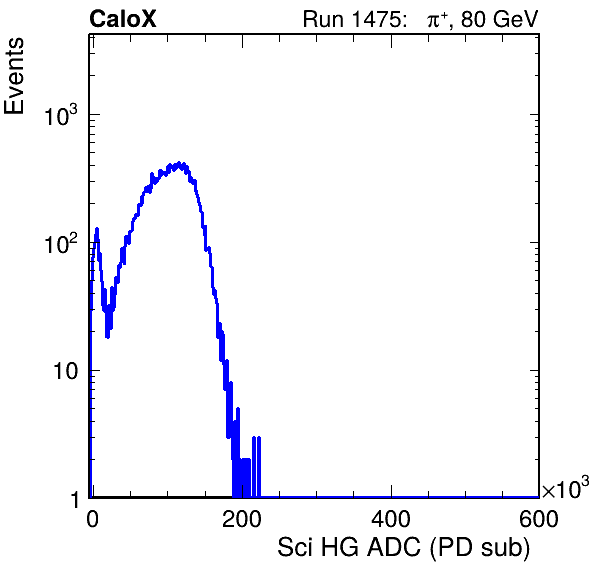 CaloX Run 1475: π⁺, 80 GeV
Events
10³
10²
10
1
0 200 400 600
×10³
Sci HG ADC (PD sub)